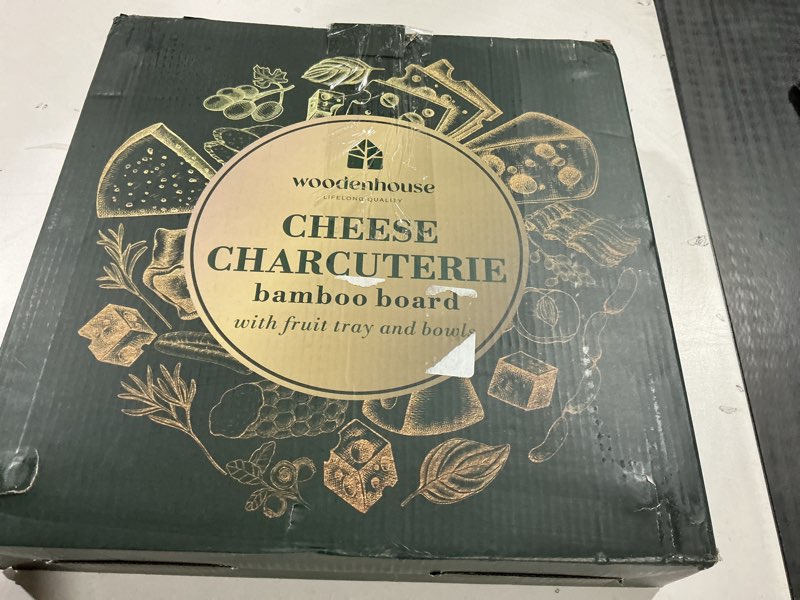 woodenhouse
LIFELONG QUALITY
CHEESE
CHARCUTERIE
bamboo board
with fruit tray and bowls